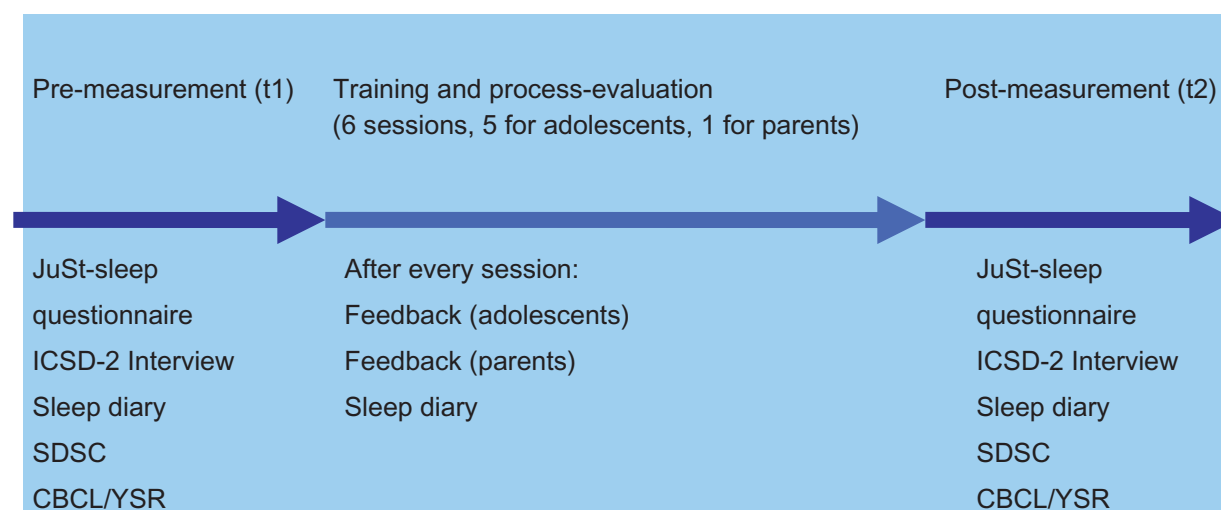 Pre-measurement (t1)
Training and process-evaluation
(6 sessions, 5 for adolescents, 1 for parents)
Post-measurement (t2)
JuSt-sleep
questionnaire
ICSD-2 Interview
Sleep diary
SDSC
CBCL/YSR
After every session:
Feedback (adolescents)
Feedback (parents)
Sleep diary
JuSt-sleep
questionnaire
ICSD-2 Interview
Sleep diary
SDSC
CBCL/YSR